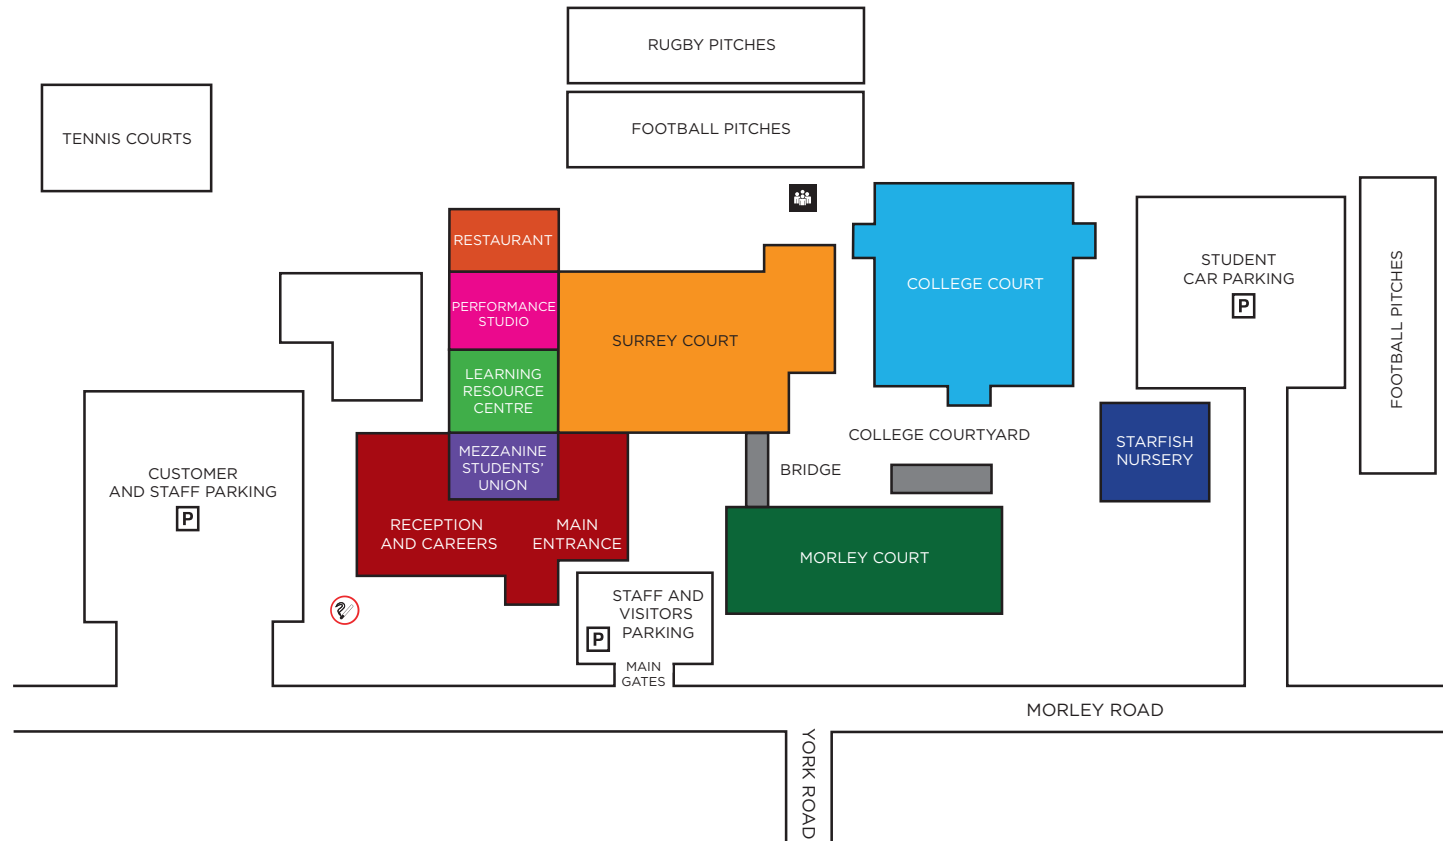 RUGBY PITCHES
TENNIS COURTS
FOOTBALL PITCHES
RESTAURANT
PERFORMANCE
STUDIO
LEARNING
RESOURCE
CENTRE
MEZZANINE
STUDENTS'
UNION
SURREY COURT
COLLEGE COURT
STUDENT
CAR PARKING
P
FOOTBALL PITCHES
CUSTOMER
AND STAFF PARKING
P
RECEPTION
AND CAREERS
MAIN
ENTRANCE
BRIDGE
COLLEGE COURTYARD
STARFISH
NURSERY
MORLEY COURT
STAFF AND
VISITORS
PARKING
P
MAIN
GATES
MORLEY ROAD
YORK ROAD